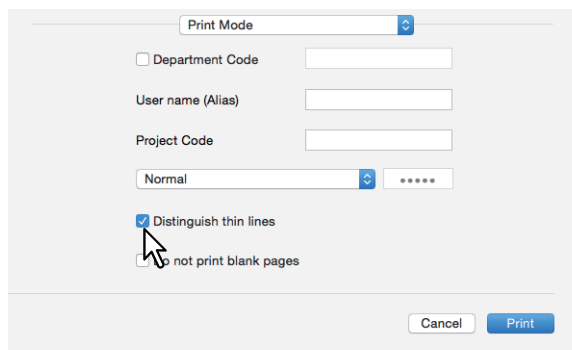 Print Mode
Department Code
User name (Alias)
Project Code
Normal •••••
Distinguish thin lines
not print blank pages
Cancel Print